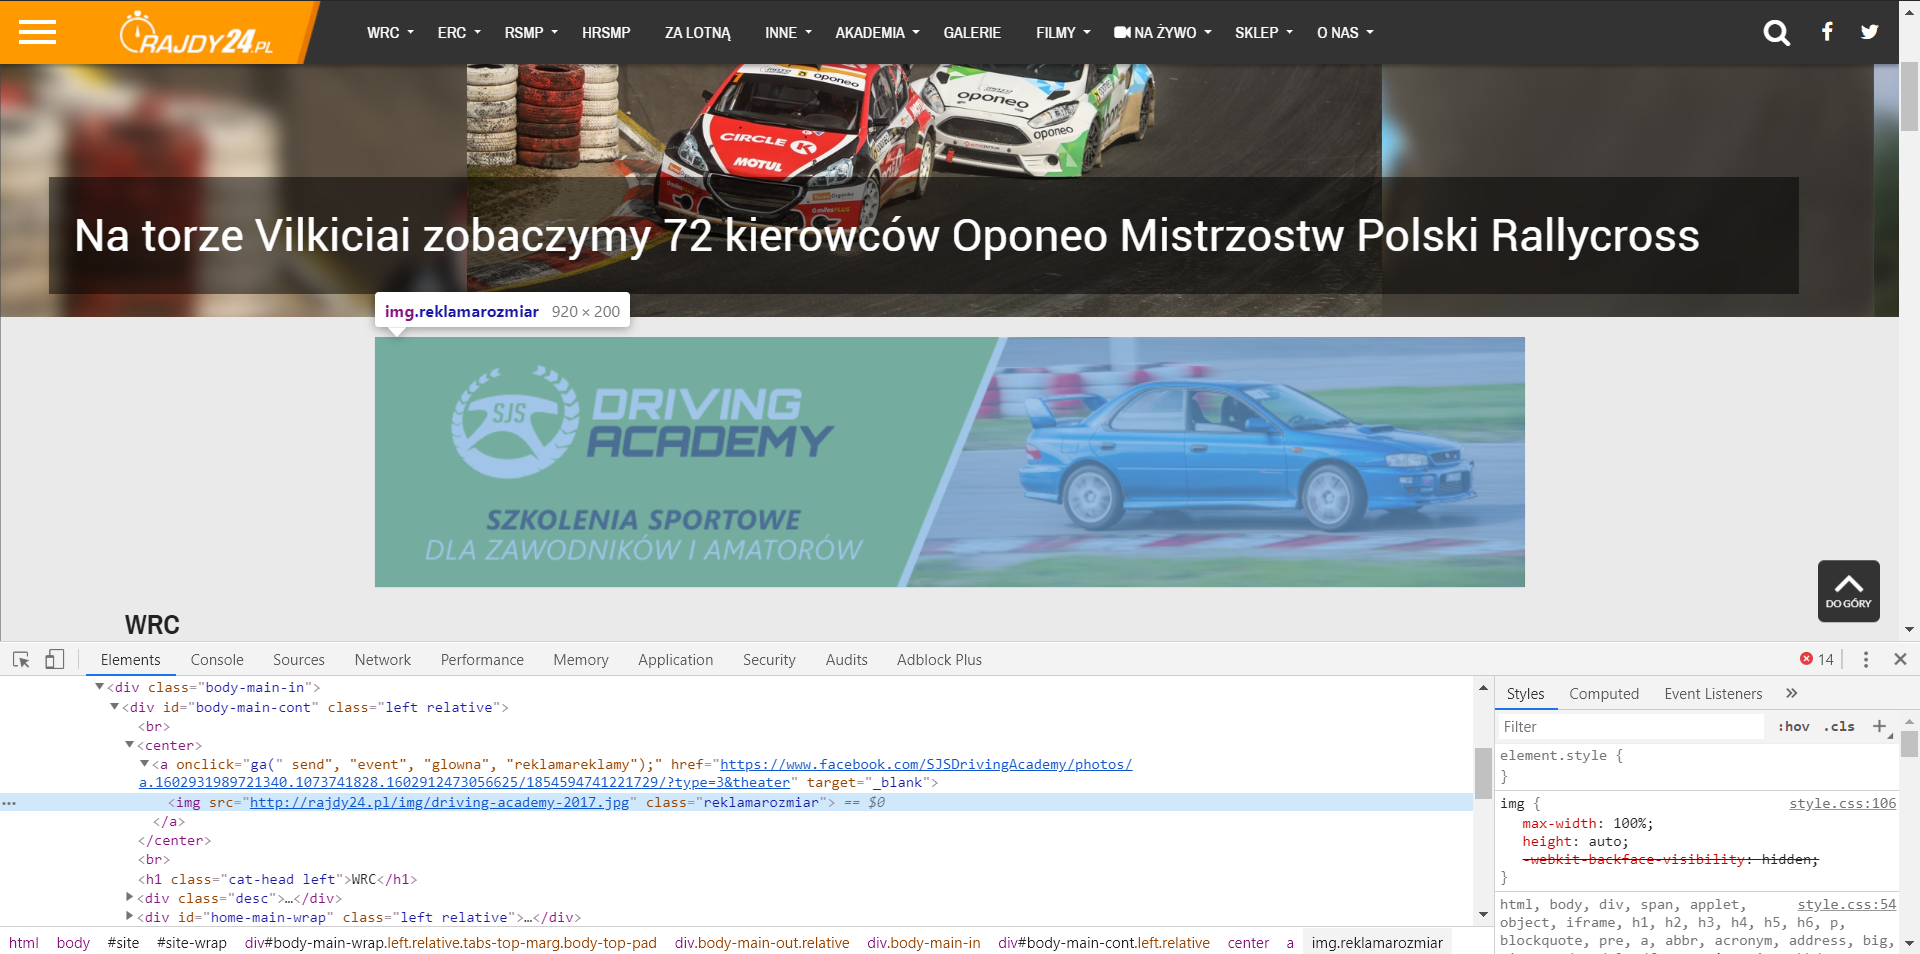 RAJDY24.PL
WRC ERC RSMP HRSMP ZA LOTNĄ INNE AKADEMIA GALERIE FILMY NA ŻYWO SKLEP O NAS
oponeo
oponeo
CIRCLE K
MOTUL
oponeo
Na torze Vilkiciai zobaczymy 72 kierowców Oponeo Mistrzostw Polski Rallycross
img.reklamarozmiar 920 × 200
SJS
DRIVING
ACADEMY
SZKOLENIA SPORTOWE
DLA ZAWODNIKÓW I AMATORÓW
DO GÓRY
WRC
Elements Console Sources Network Performance Memory Application Security Audits Adblock Plus 14
<div class="body-main-in">
<div id="body-main-cont" class="left relative">
<br>
<center>
<a onclick="ga(" send", "event", "glowna", "reklamareklamy");" href="https://www.facebook.com/SJSDrivingAcademy/photos/
a.1602931989721340.1073741828.1602912473056625/1854594741221729/?type=3&theater" target="_blank">
<img src="http://rajdy24.pl/img/driving-academy-2017.jpg" class="reklamarozmiar"> == $0
</a>
</center>
<br>
<h1 class="cat-head left">WRC</h1>
<div class="desc">…</div>
<div id="home-main-wrap" class="left relative">…</div>
html body #site #site-wrap div#body-main-wrap.left.relative.tabs-top-marg.body-top-pad div.body-main-out.relative div.body-main-in div#body-main-cont.left.relative center a img.reklamarozmiar
Styles Computed Event Listeners »
Filter :hov .cls +
element.style {
}
img { style.css:106
max-width: 100%;
height: auto;
-webkit-backface-visibility: hidden;
}
html, body, div, span, applet, style.css:54
object, iframe, h1, h2, h3, h4, h5, h6, p,
blockquote, pre, a, abbr, acronym, address, big,